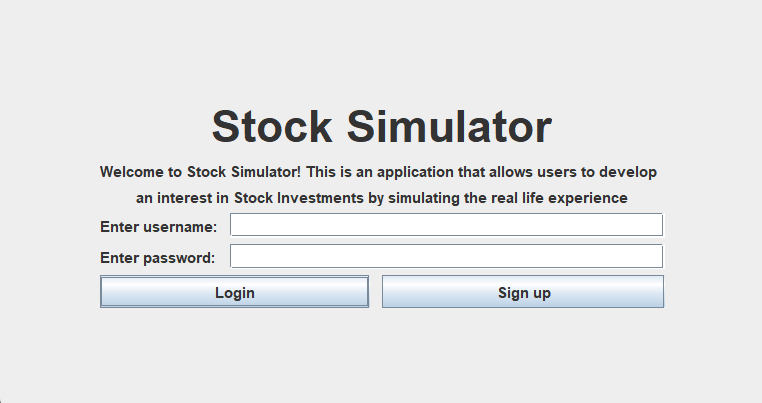 Stock Simulator
Welcome to Stock Simulator! This is an application that allows users to develop
an interest in Stock Investments by simulating the real life experience
Enter username:
Enter password:
Login Sign up